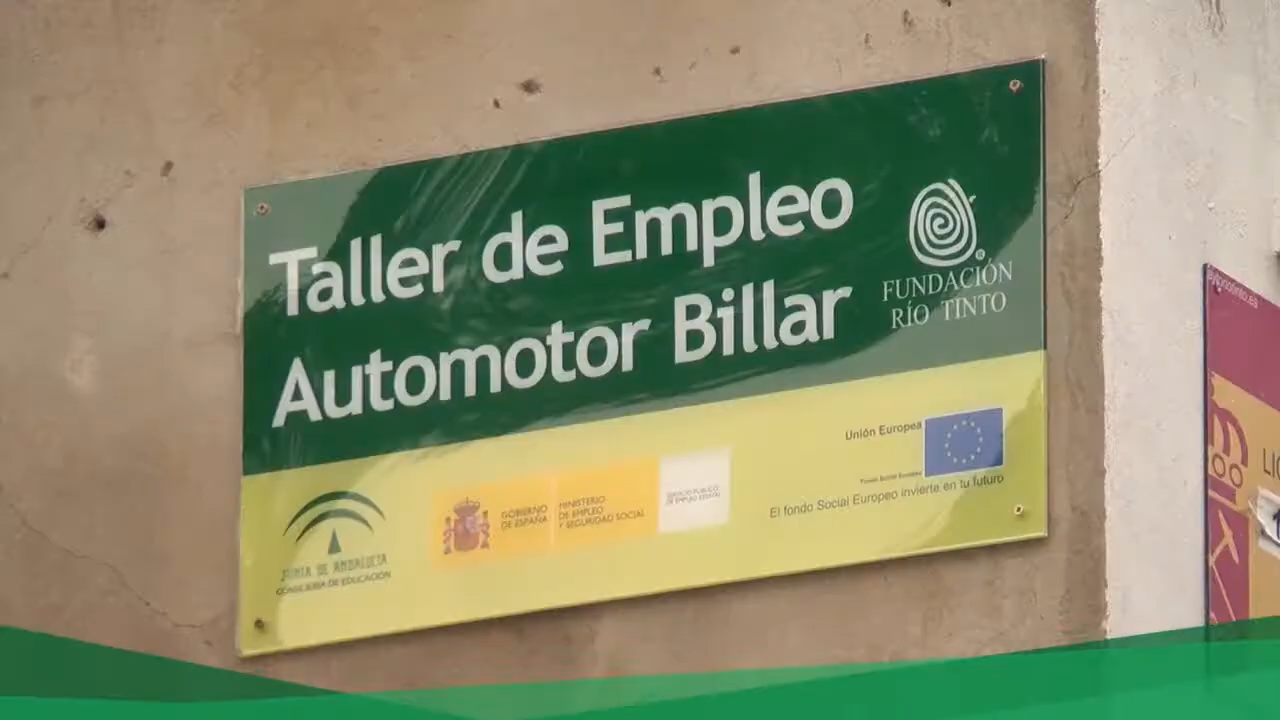 Taller de Empleo
Automotor Billar
FUNDACIÓN
RÍO TINTO
JUNTA DE ANDALUCIA
CONSEJERIA DE EDUCACIÓN
GOBIERNO
DE ESPAÑA
MINISTERIO
DE EMPLEO
Y SEGURIDAD SOCIAL
SERVICIO PÚBLICO
DE EMPLEO ESTATAL
Unión Europea
Fondo Social Europeo
El fondo Social Europeo invierte en tu futuro